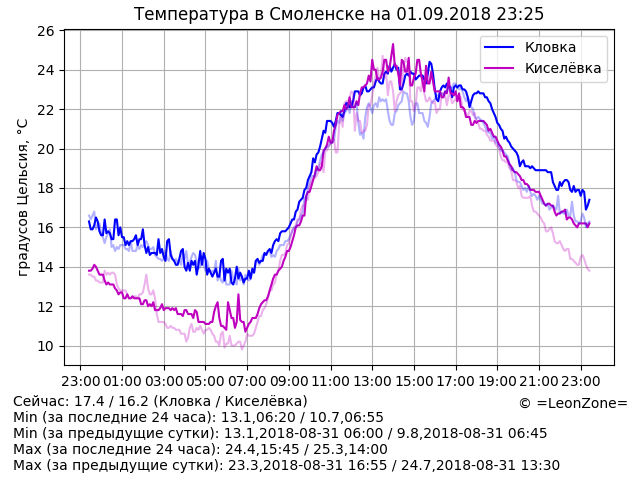 Температура в Смоленске на 01.09.2018 23:25
26
24
22
20
18
16
14
12
10
градусов Цельсия, °C
Кловка
Киселёвка
23:00 01:00 03:00 05:00 07:00 09:00 11:00 13:00 15:00 17:00 19:00 21:00 23:00
Сейчас: 17.4 / 16.2 (Кловка / Киселёвка)
© =LeonZone=
Min (за последние 24 часа): 13.1,06:20 / 10.7,06:55
Min (за предыдущие сутки): 13.1,2018-08-31 06:00 / 9.8,2018-08-31 06:45
Max (за последние 24 часа): 24.4,15:45 / 25.3,14:00
Max (за предыдущие сутки): 23.3,2018-08-31 16:55 / 24.7,2018-08-31 13:30